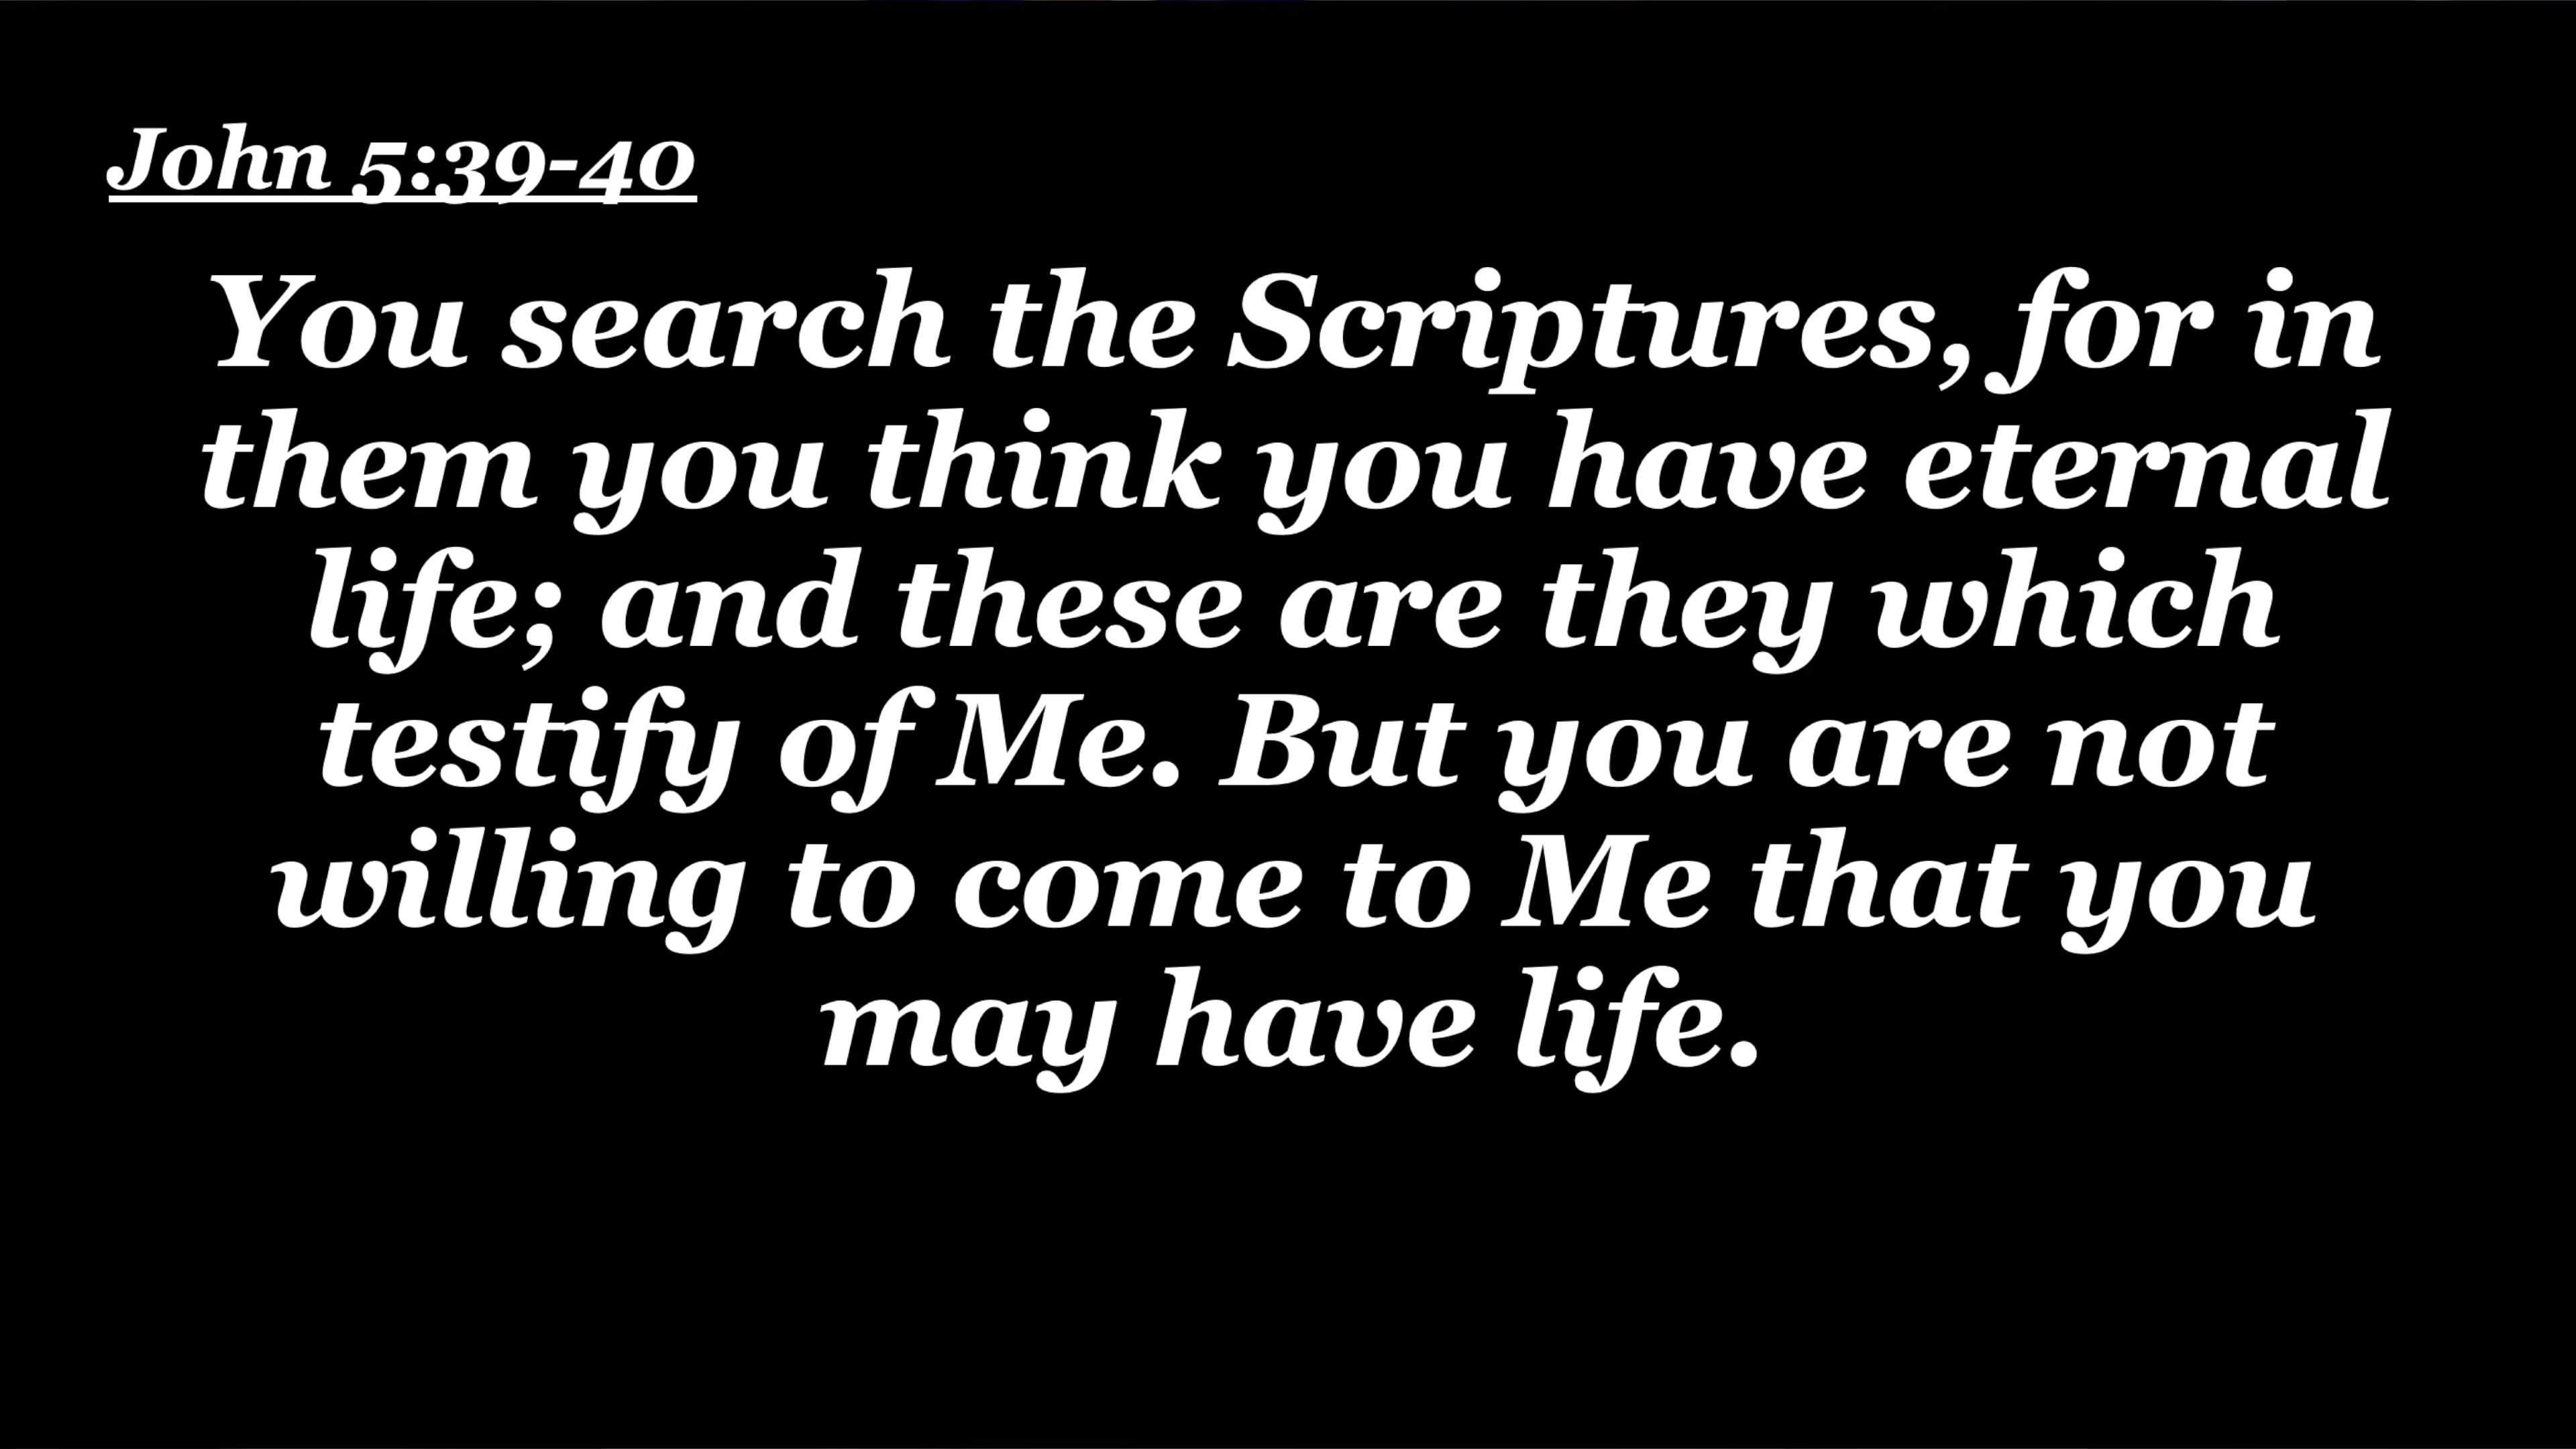 John 5:39-40
You search the Scriptures, for in
them you think you have eternal
life; and these are they which
testify of Me. But you are not
willing to come to Me that you
may have life.